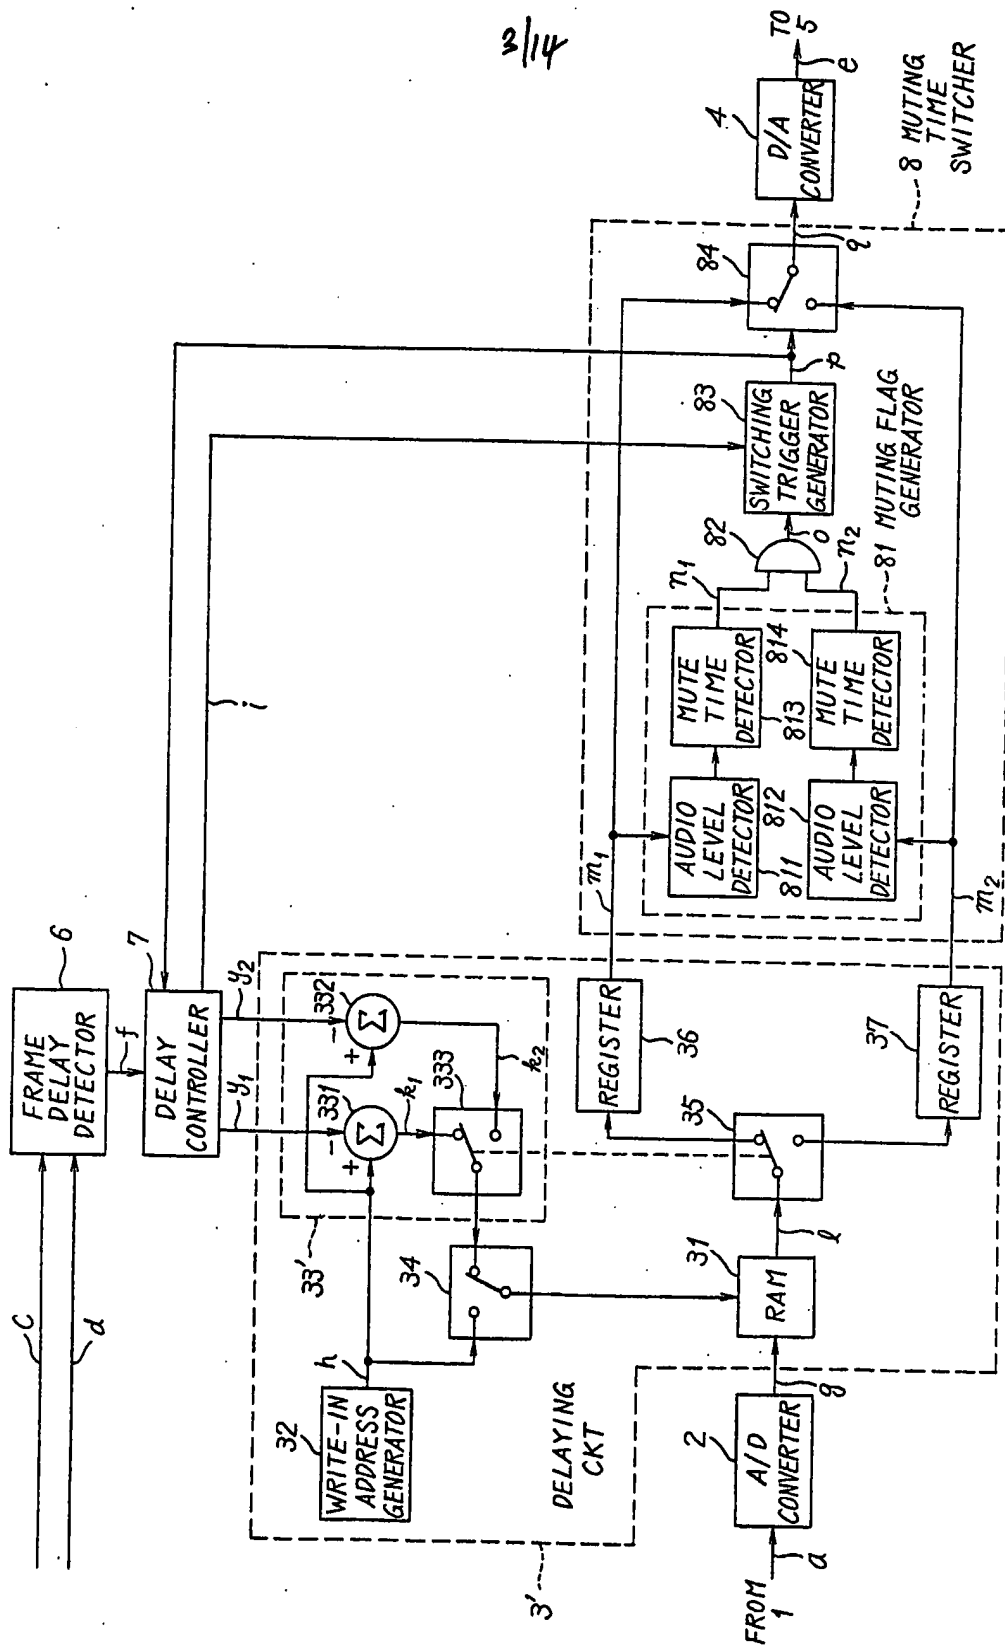 3/14
C
d
FRAME
DELAY
DETECTOR
6
f
DELAY
CONTROLLER
7
y1
y2
i
32
WRITE-IN
ADDRESS
GENERATOR
h
33'
+
-
Σ
331
k1
+
-
Σ
332
k2
333
34
DELAYING
CKT
3'
FROM
1
a
2
A/D
CONVERTER
g
31
RAM
l
35
REGISTER
36
REGISTER
37
m1
m2
AUDIO
LEVEL
DETECTOR
811
AUDIO
LEVEL
DETECTOR
812
MUTE
TIME
DETECTOR
813
MUTE
TIME
DETECTOR
814
n1
n2
81 MUTING FLAG
GENERATOR
82
o
SWITCHING
TRIGGER
GENERATOR
83
p
84
q
8 MUTING
TIME
SWITCHER
4
D/A
CONVERTER
e
TO
5